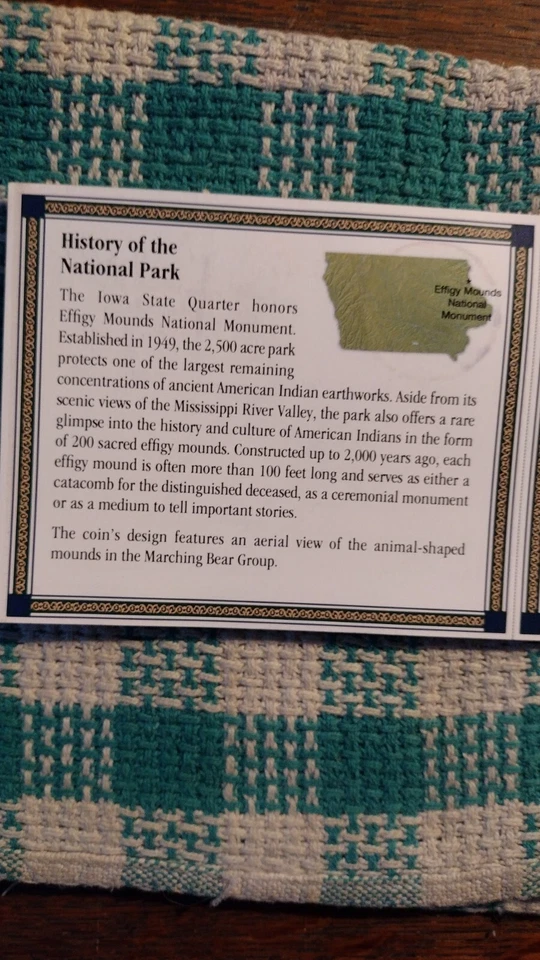 History of the
National Park
The Iowa State Quarter honors
Effigy Mounds National Monument.
Established in 1949, the 2,500 acre park
protects one of the largest remaining
concentrations of ancient American Indian earthworks. Aside from its
scenic views of the Mississippi River Valley, the park also offers a rare
glimpse into the history and culture of American Indians in the form
of 200 sacred effigy mounds. Constructed up to 2,000 years ago, each
effigy mound is often more than 100 feet long and serves as either a
catacomb for the distinguished deceased, as a ceremonial monument
or as a medium to tell important stories.
The coin's design features an aerial view of the animal-shaped
mounds in the Marching Bear Group.
Effigy Mounds
National
Monument